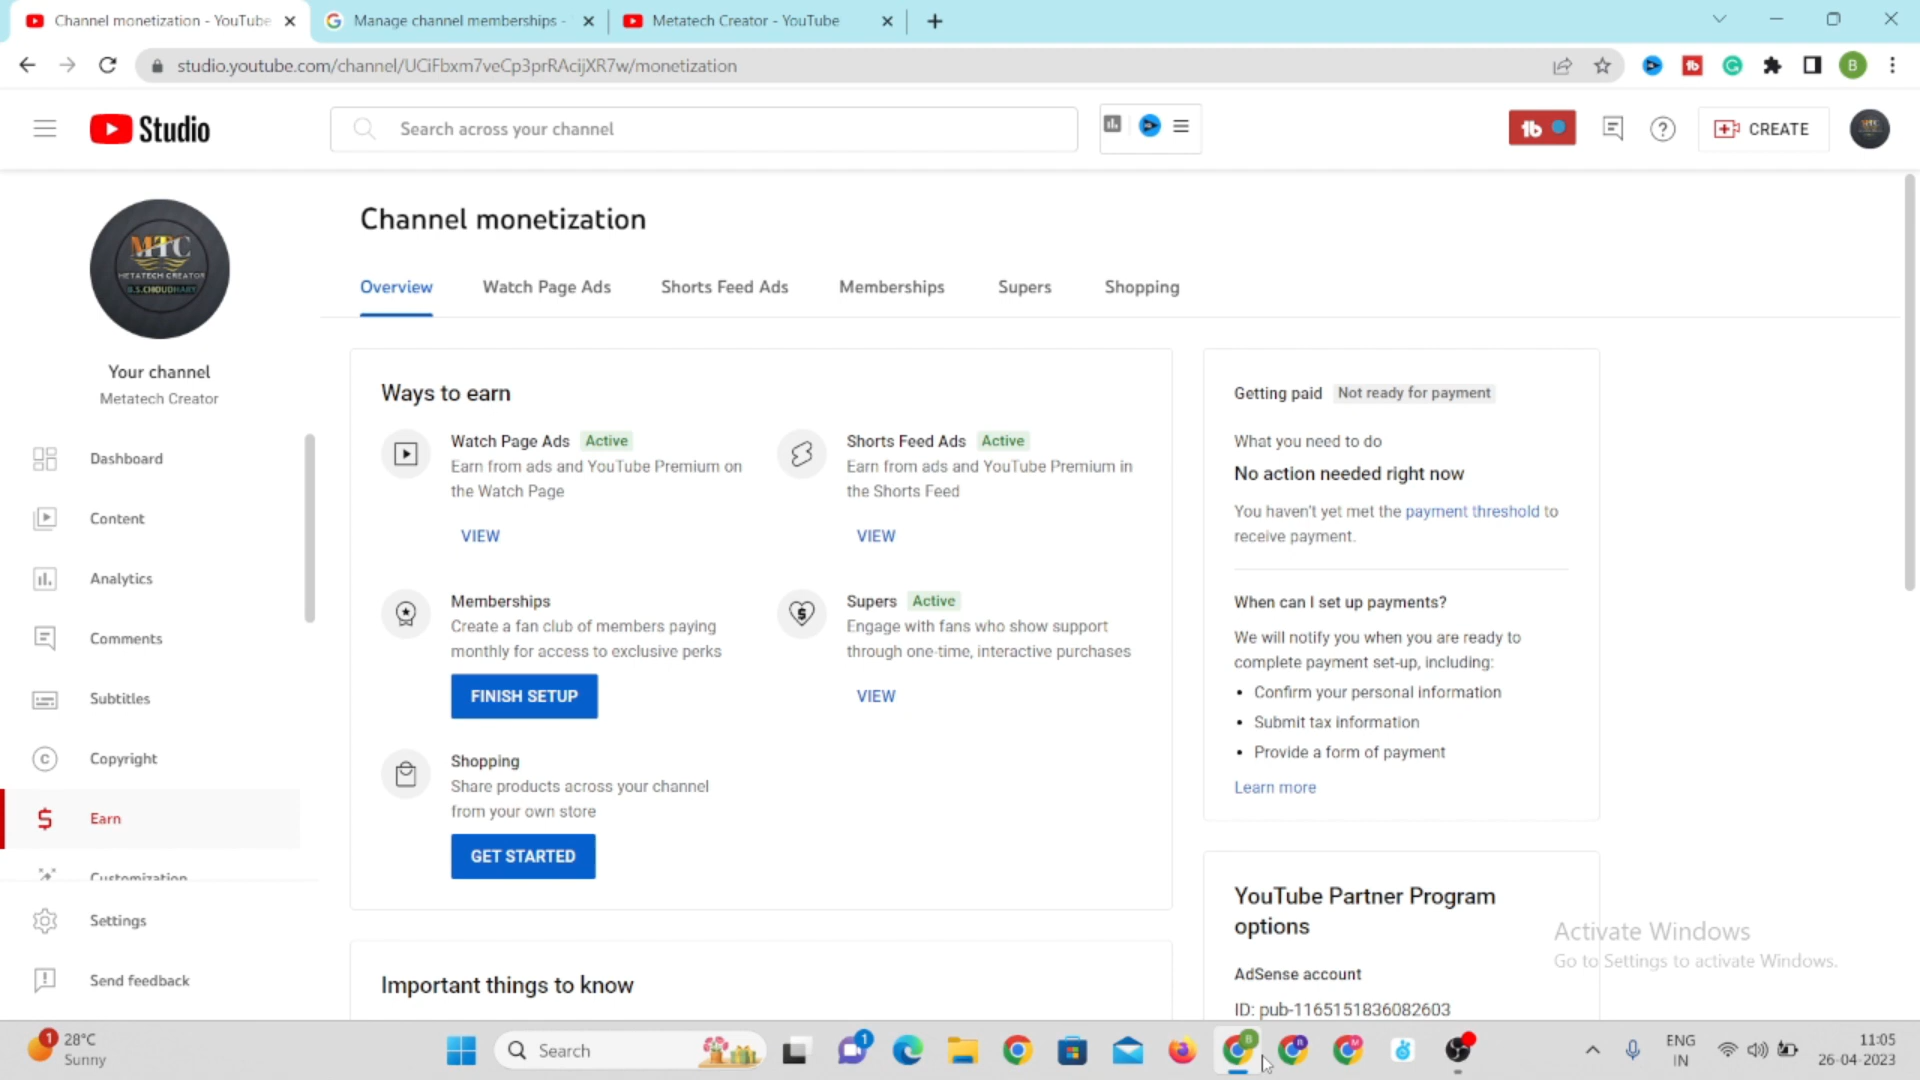 Channel monetization - YouTube
Manage channel memberships -
Metatech Creator - YouTube
studio.youtube.com/channel/UCiFbxm7veCp3prRAcijXR7w/monetization
B
Studio
Search across your channel
CREATE
MTC
METATECH CREATOR
B.S.CHOUDHARY
Your channel
Metatech Creator
Dashboard
Content
Analytics
Comments
Subtitles
Copyright
Earn
Customization
Settings
Send feedback
Channel monetization
Overview
Watch Page Ads
Shorts Feed Ads
Memberships
Supers
Shopping
Ways to earn
Watch Page Ads Active
Earn from ads and YouTube Premium on
the Watch Page
VIEW
Shorts Feed Ads Active
Earn from ads and YouTube Premium in
the Shorts Feed
VIEW
Memberships
Create a fan club of members paying
monthly for access to exclusive perks
FINISH SETUP
Supers Active
Engage with fans who show support
through one-time, interactive purchases
VIEW
Shopping
Share products across your channel
from your own store
GET STARTED
Important things to know
Getting paid Not ready for payment
What you need to do
No action needed right now
You haven't yet met the payment threshold to
receive payment.
When can I set up payments?
We will notify you when you are ready to
complete payment set-up, including:
• Confirm your personal information
• Submit tax information
• Provide a form of payment
Learn more
YouTube Partner Program
options
AdSense account
ID: pub-1165151836082603
Activate Windows
Go to Settings to activate Windows.
1
28°C
Sunny
Search
1
ENG
IN
11:05
26-04-2023